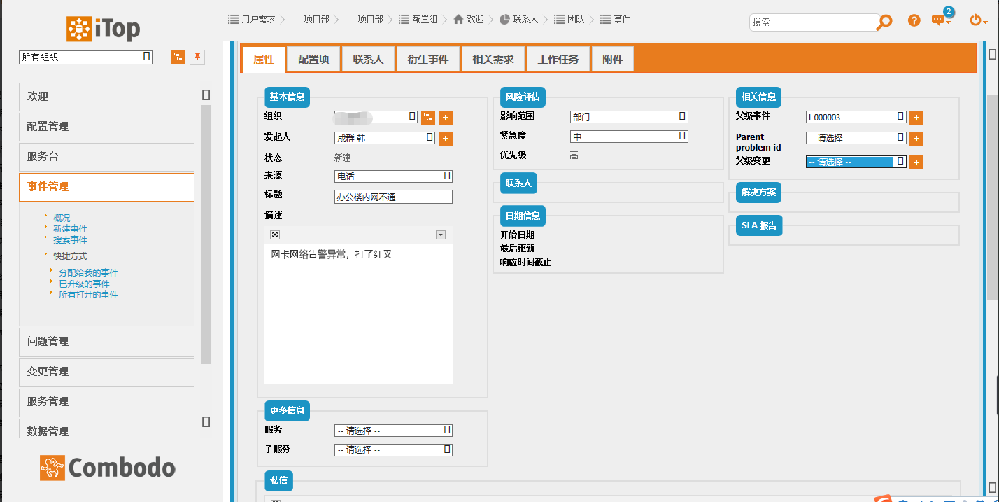 iTop
用户需求
项目部
项目部
配置组
欢迎
联系人
团队
事件
搜索
2
所有组织
欢迎
配置管理
服务台
事件管理
概况
新建事件
搜索事件
快捷方式
分配给我的事件
已升级的事件
所有打开的事件
问题管理
变更管理
服务管理
数据管理
Combodo
属性
配置项
联系人
衍生事件
相关需求
工作任务
附件
基本信息
组织
发起人 成群 韩
状态 新建
来源 电话
标题 办公楼内网不通
描述
网卡网络告警异常，打了红叉
更多信息
服务 -- 请选择 --
子服务 -- 请选择 --
私信
风险评估
影响范围 部门
紧急度 中
优先级 高
联系人
日期信息
开始日期
最后更新
响应时间截止
相关信息
父级事件 I-000003
Parent -- 请选择 --
problem id
父级变更 -- 请选择 --
解决方案
SLA 报告